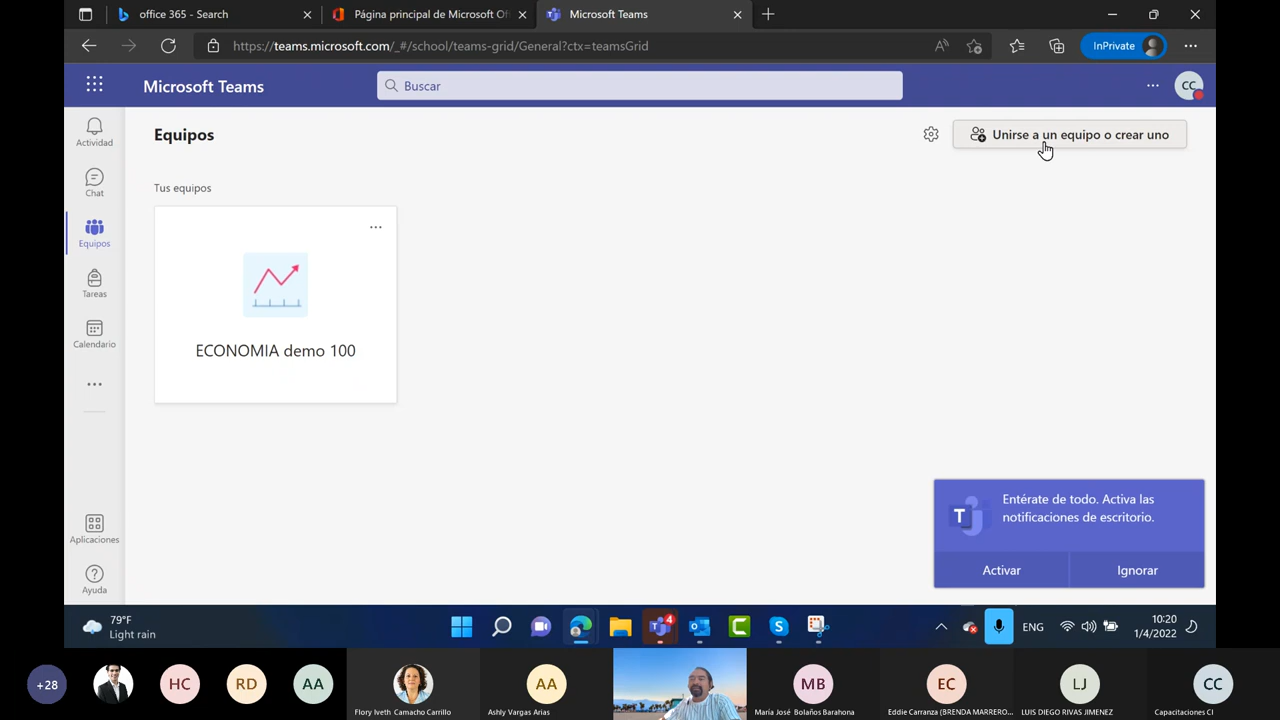 office 365 - Search
Página principal de Microsoft Of
Microsoft Teams
https://teams.microsoft.com/_#/school/teams-grid/General?ctx=teamsGrid
InPrivate
Microsoft Teams
Buscar
CC
Actividad
Chat
Equipos
Tareas
Calendario
Aplicaciones
Ayuda
Equipos
Unirse a un equipo o crear uno
Tus equipos
ECONOMIA demo 100
Entérate de todo. Activa las
notificaciones de escritorio.
Activar
Ignorar
79°F
Light rain
4
ENG
10:20
1/4/2022
+28
HC
RD
AA
Flory Iveth Camacho Carrillo
AA
Ashly Vargas Arias
MB
María José Bolaños Barahona
EC
Eddie Carranza (BRENDA MARRERO...
LJ
LUIS DIEGO RIVAS JIMENEZ
CC
Capacitaciones CI